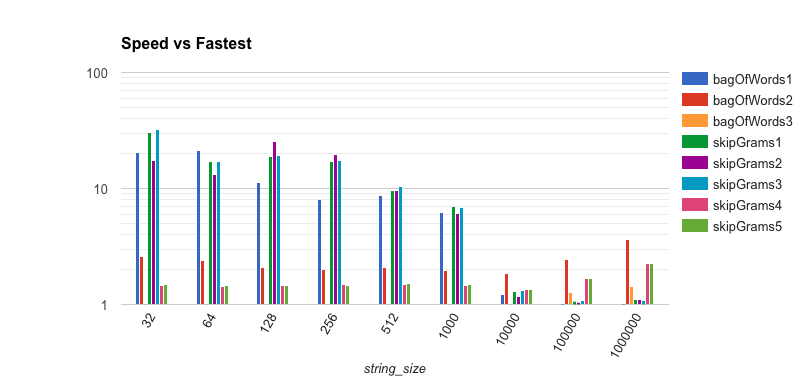 Speed vs Fastest
100
10
1
32
64
128
256
512
1000
10000
100000
1000000
string_size
bagOfWords1
bagOfWords2
bagOfWords3
skipGrams1
skipGrams2
skipGrams3
skipGrams4
skipGrams5